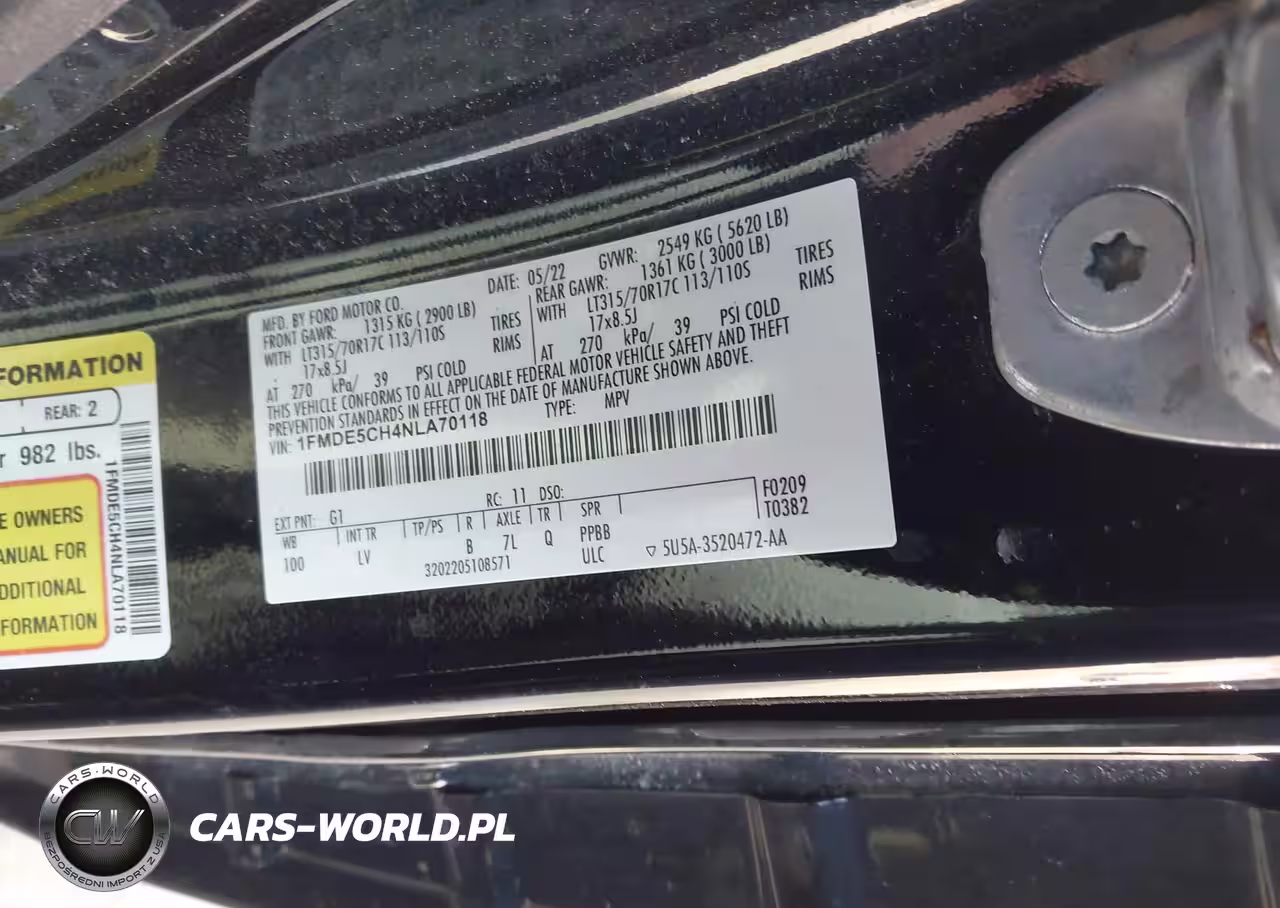 MFD. BY FORD MOTOR CO.
DATE: 05/22
GVWR: 2549 KG ( 5620 LB)
FRONT GAWR:
1315 KG ( 2900 LB)
WITH LT315/70R17C 113/110S TIRES
17x8.5J RIMS
AT 270 kPa/ 39 PSI COLD
REAR GAWR:
1361 KG ( 3000 LB)
WITH LT315/70R17C 113/110S TIRES
17x8.5J RIMS
AT 270 kPa/ 39 PSI COLD
THIS VEHICLE CONFORMS TO ALL APPLICABLE FEDERAL MOTOR VEHICLE SAFETY AND THEFT
PREVENTION STANDARDS IN EFFECT ON THE DATE OF MANUFACTURE SHOWN ABOVE.
VIN: 1FMDE5CH4NLA70118
TYPE: MPV
EXT PNT: G1 RC: 11 DSO: F0209
WB INT TR TP/PS R AXLE TR SPR T0382
100 LV B 7L Q PPBB
3202205108571 ULC ▽ 5U5A-3520472-AA
FORMATION
REAR: 2
r 982 lbs.
E OWNERS
ANUAL FOR
DDITIONAL
FORMATION
1FMDE5CH4NLA70118
CARS-WORLD
CW
BEZPOŚREDNI IMPORT Z USA
CARS-WORLD.PL